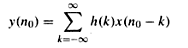 y(n₀) = ∑_{k=-∞}^{∞} h(k)x(n₀ − k)